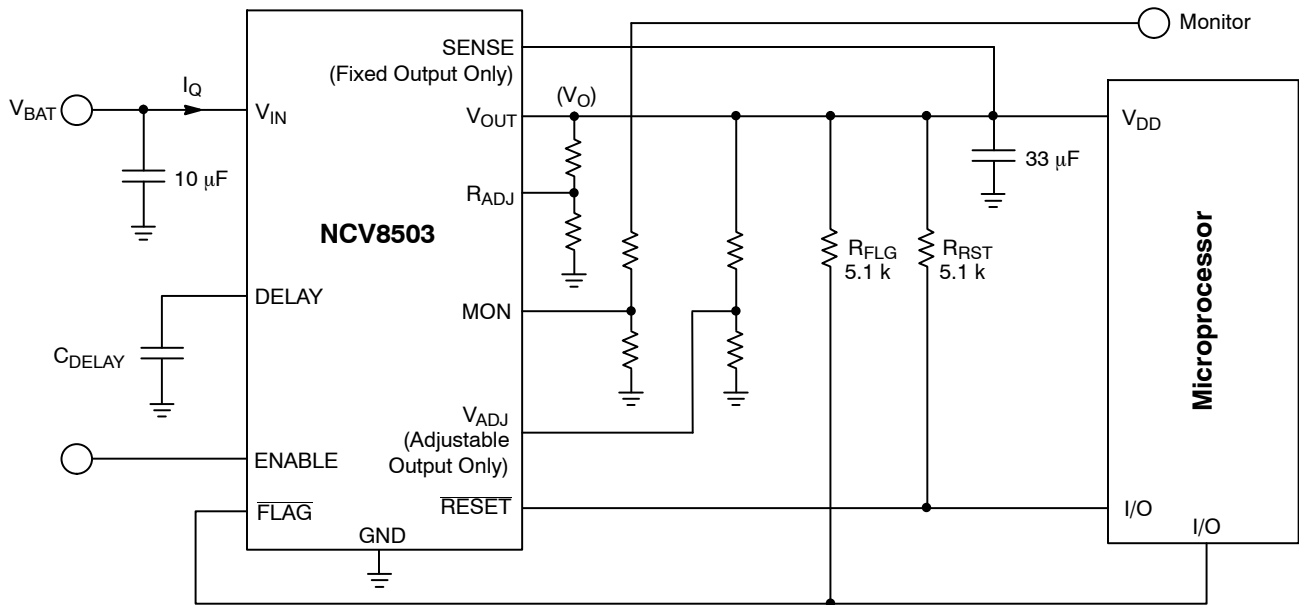 Monitor
SENSE
(Fixed Output Only)
V_BAT
I_Q
V_IN
(V_O)
V_OUT
V_DD
10 μF
33 μF
R_ADJ
NCV8503
R_FLG
5.1 k
R_RST
5.1 k
DELAY
MON
C_DELAY
Microprocessor
V_ADJ
(Adjustable
Output Only)
ENABLE
FLAG
RESET
I/O
I/O
GND